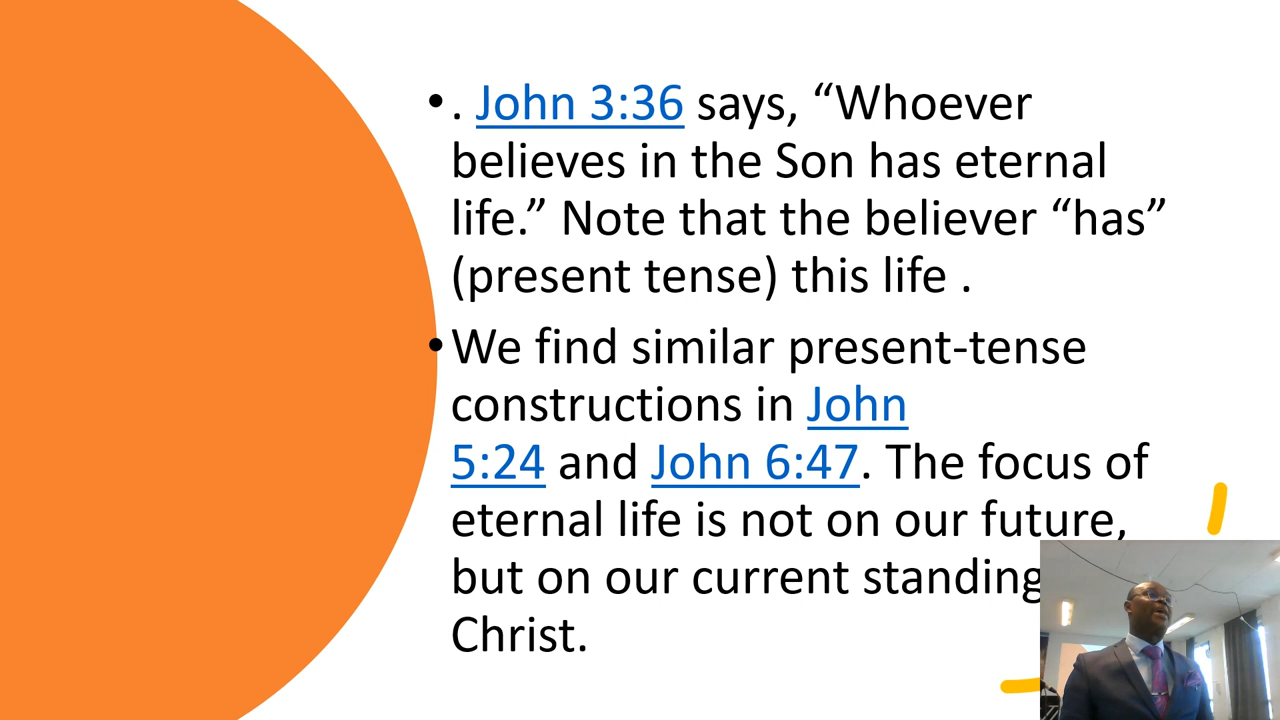 • . John 3:36 says, “Whoever
believes in the Son has eternal
life.” Note that the believer “has”
(present tense) this life .
• We find similar present-tense
constructions in John
5:24 and John 6:47. The focus of
eternal life is not on our future,
but on our current standing
Christ.